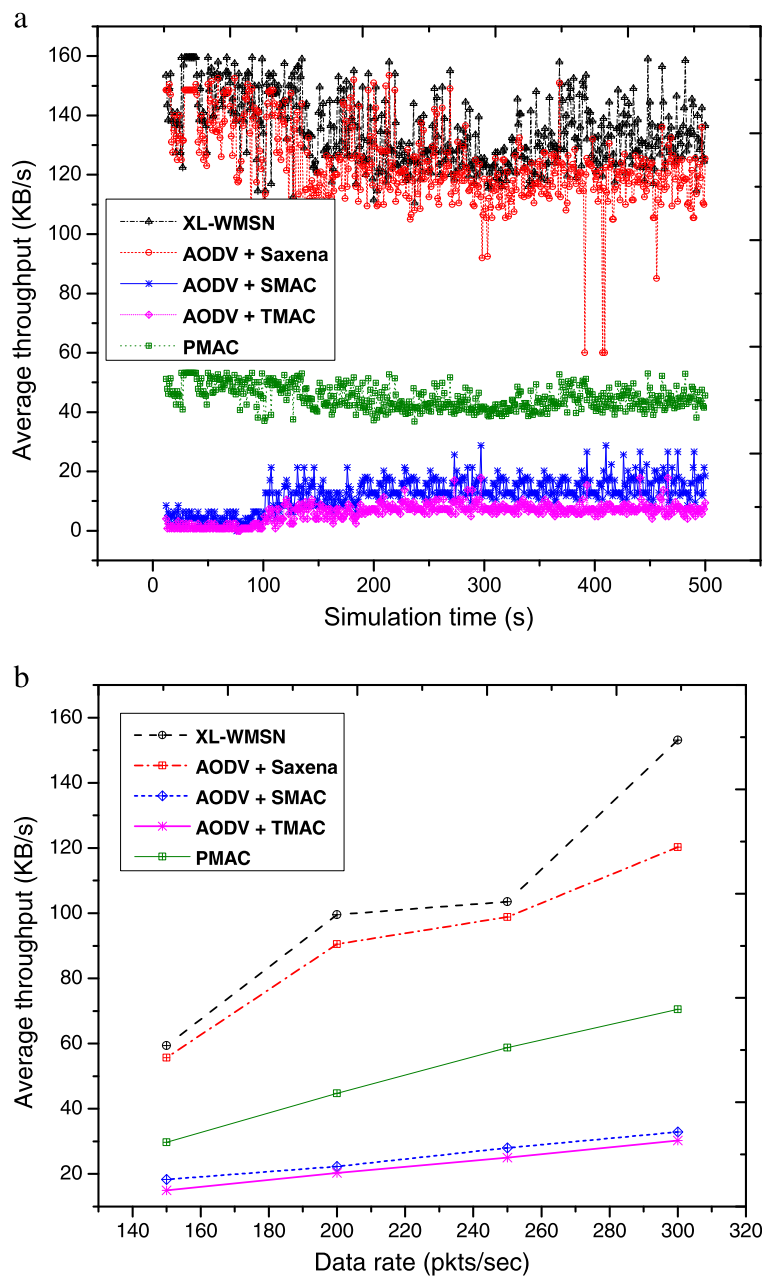 a
160
140
120
100
80
60
40
20
0
Average throughput (KB/s)
XL-WMSN
AODV + Saxena
AODV + SMAC
AODV + TMAC
PMAC
0 100 200 300 400 500
Simulation time (s)
b
160
140
120
100
80
60
40
20
Average throughput (KB/s)
XL-WMSN
AODV + Saxena
AODV + SMAC
AODV + TMAC
PMAC
140 160 180 200 220 240 260 280 300 320
Data rate (pkts/sec)